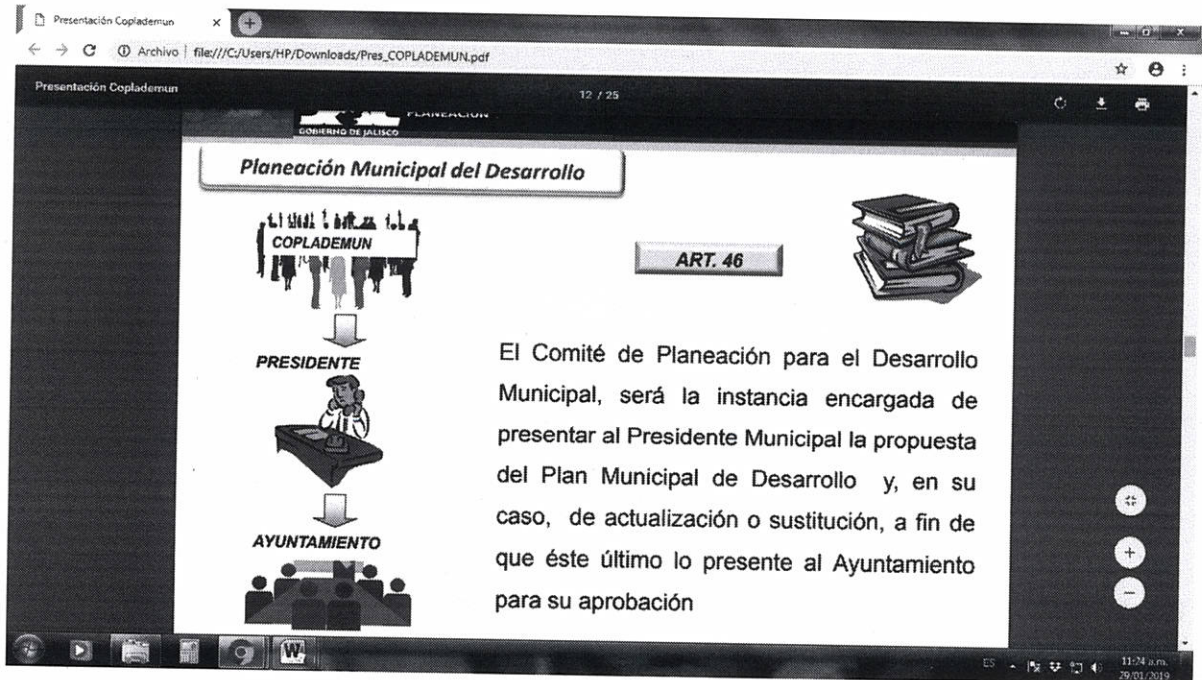 Presentación Coplademun
Archivo | file:///C:/Users/HP/Downloads/Pres_COPLADEMUN.pdf
Presentación Coplademun
12 / 25
PLANEACIÓN
GOBIERNO DE JALISCO
Planeación Municipal del Desarrollo
COPLADEMUN
PRESIDENTE
AYUNTAMIENTO
ART. 46
El Comité de Planeación para el Desarrollo
Municipal, será la instancia encargada de
presentar al Presidente Municipal la propuesta
del Plan Municipal de Desarrollo y, en su
caso, de actualización o sustitución, a fin de
que éste último lo presente al Ayuntamiento
para su aprobación
W
ES
11:24 a.m.
29/01/2019